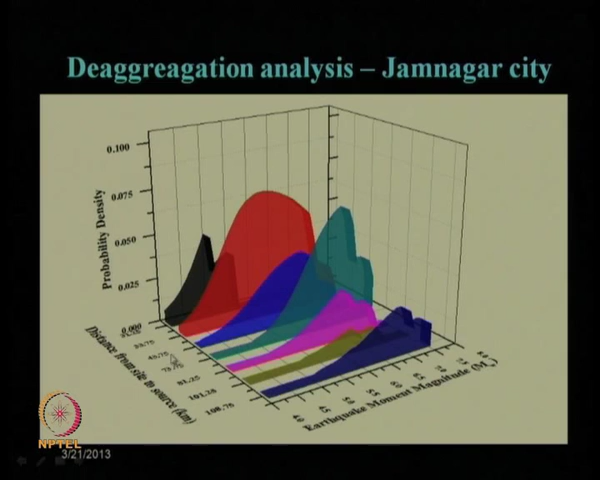 Deaggreagation analysis – Jamnagar city
0.100
0.075
0.050
0.025
0.000
Probability Density
Distance from site to source (km)
81.25
101.25
108.75
Earthquake Moment Magnitude (Mw)
NPTEL
3/21/2013